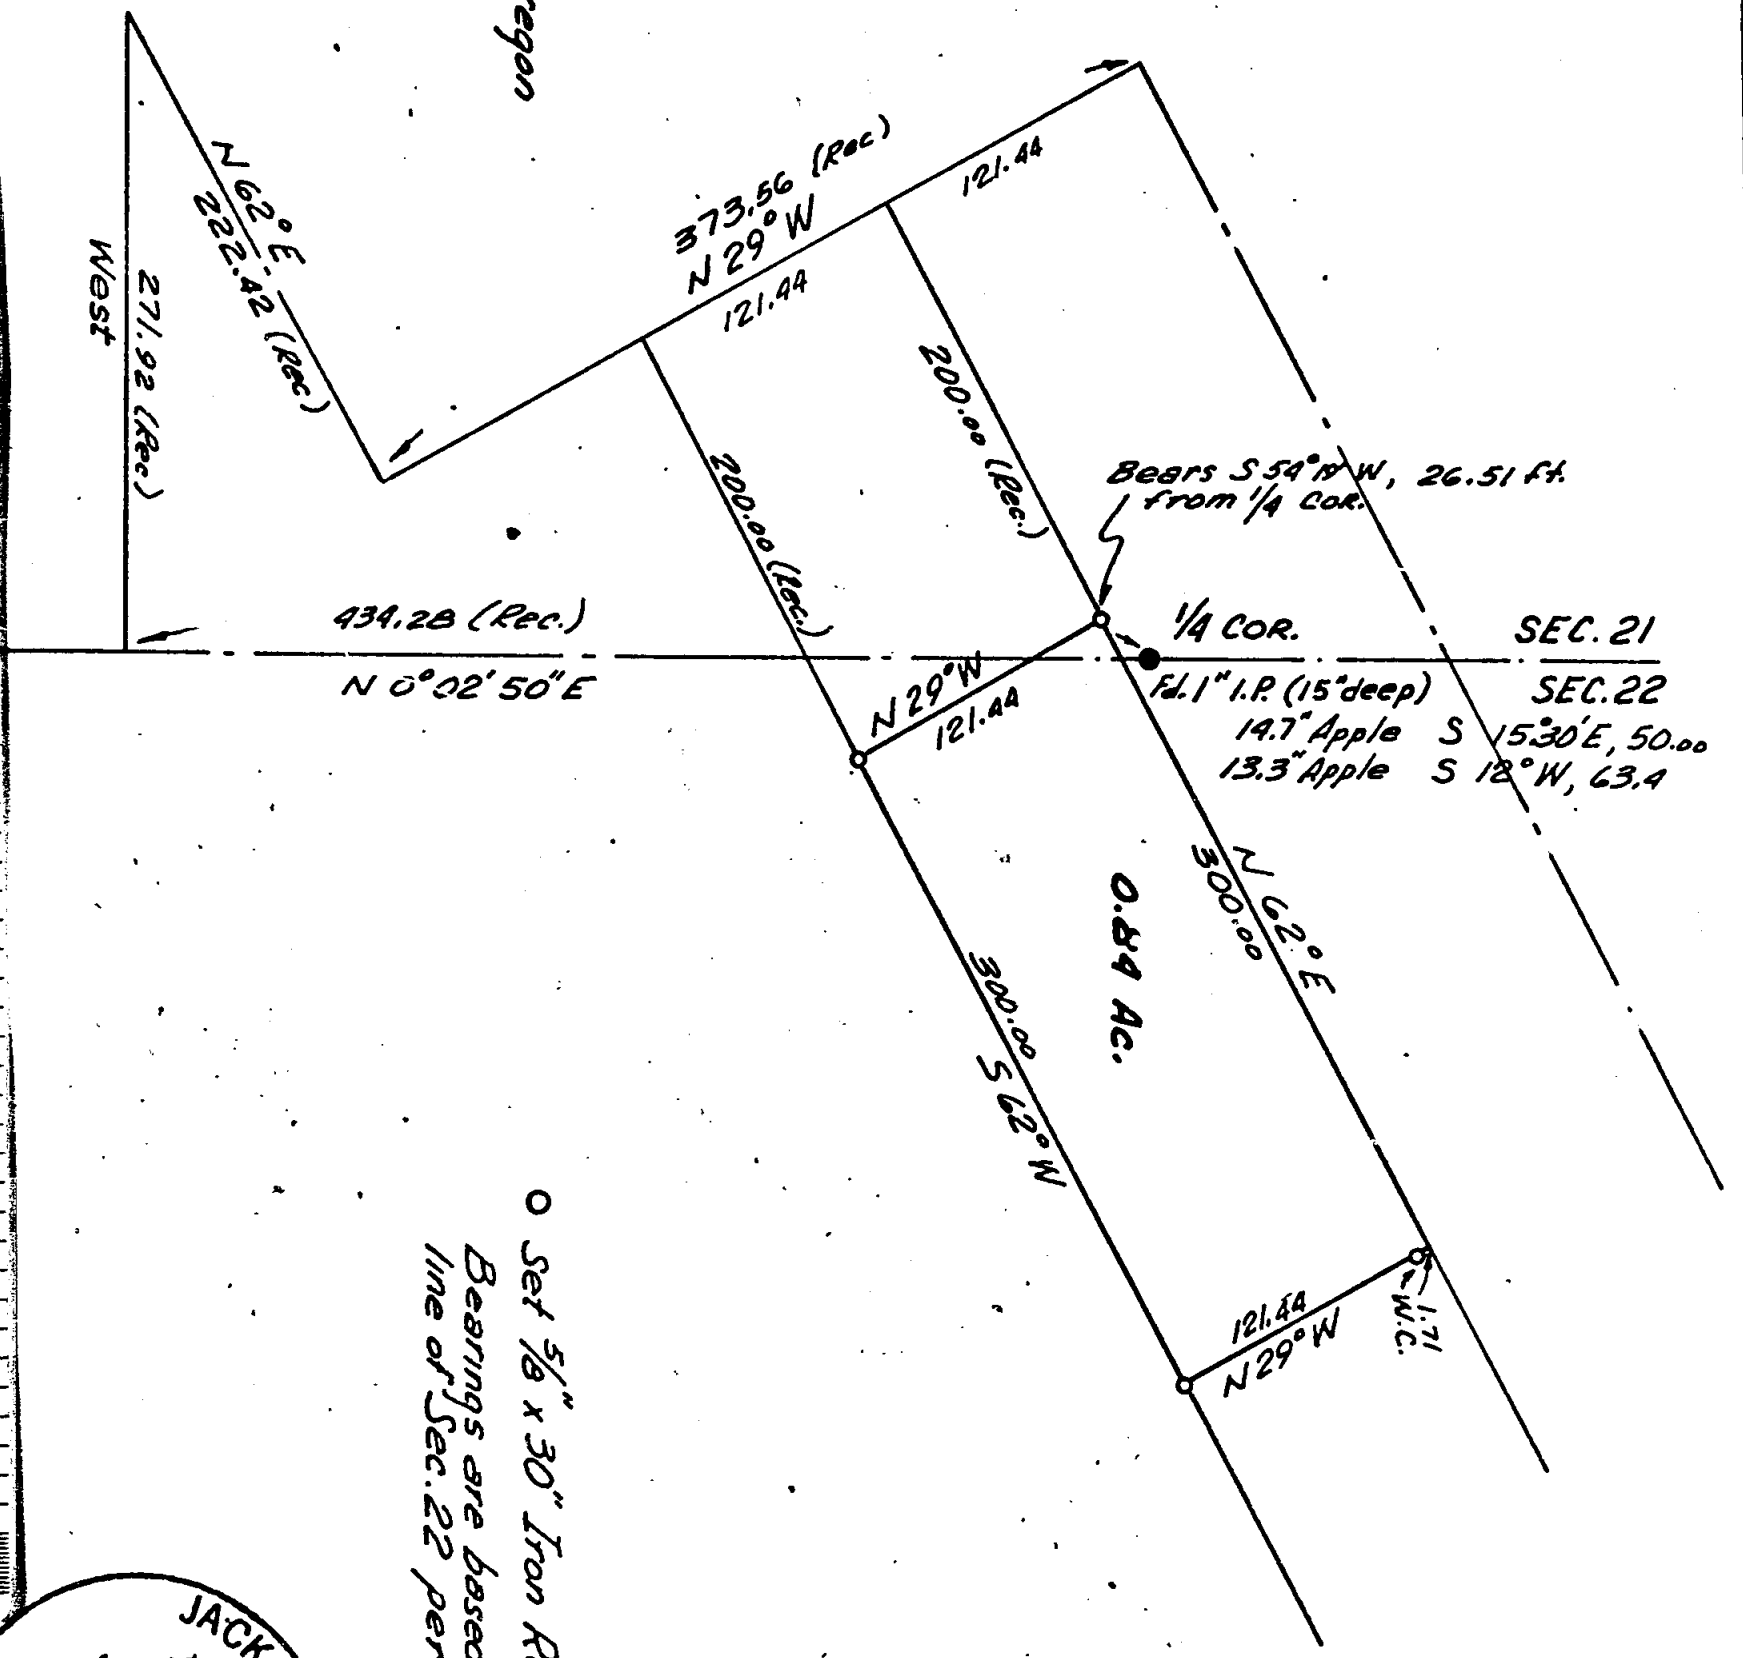 regon
N 62° E
222.42 (Rec.)
271.92 (Rec)
West
373.56 (Rec)
N 29° W
121.44
121.44
200.00 (Rec.)
200.00 (Rec.)
Bears S 54° W, 26.51 ft.
from 1/4 COR.
434.28 (Rec.)
N 0° 02' 50" E
1/4 COR.
SEC. 21
Fd. 1" I.P. (15" deep)
SEC. 22
14.7" Apple S 15°30' E, 50.00
13.3" Apple S 12° W, 63.4
N 29° W
121.44
N 62° E
300.00
0.84 Ac.
300.00
S 62° W
121.44
N 29° W
1.71
W.C.
O Set 5/8" x 30" Iron R
Bearings are based
line of Sec. 22 per
JACK